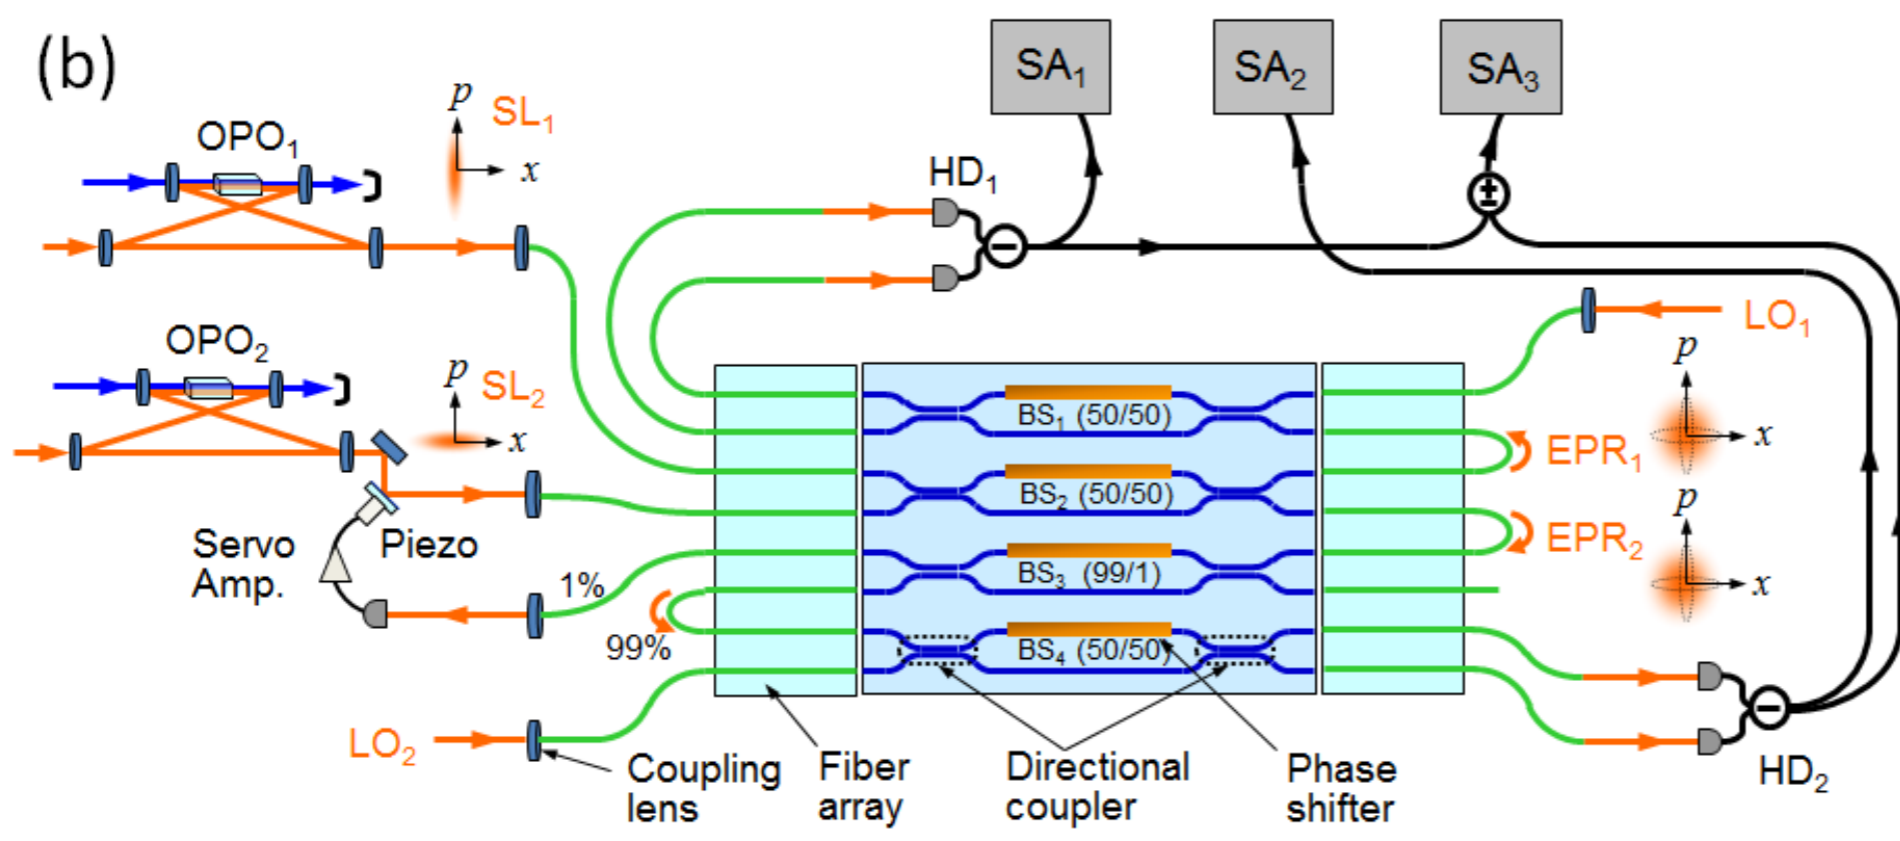 (b)
SA₁
SA₂
SA₃
p
SL₁
x
OPO₁
HD₁
±
−
LO₁
OPO₂
p
SL₂
x
BS₁ (50/50)
EPR₁
p
x
BS₂ (50/50)
EPR₂
p
x
Servo
Amp.
Piezo
1%
BS₃ (99/1)
99%
BS₄ (50/50)
−
HD₂
LO₂
Coupling
lens
Fiber
array
Directional
coupler
Phase
shifter